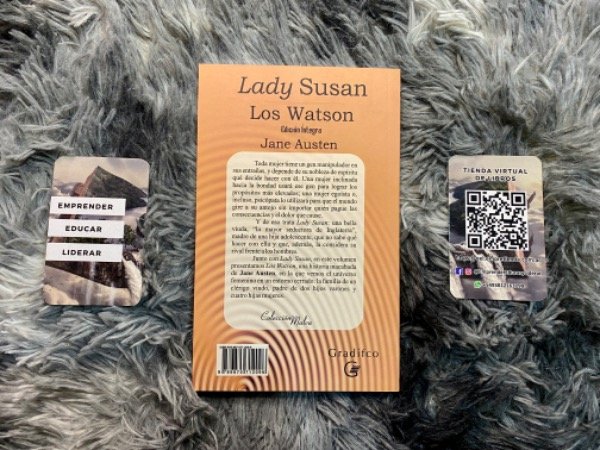 Lady Susan
Los Watson
Edición Íntegra
Jane Austen
Toda mujer tiene un gen manipulador en
sus entrañas, y depende de su nobleza de espíritu
qué decide hacer con él. Una mujer inclinada
hacia la bondad usará ese gen para lograr los
propósitos más elevados; una mujer egoísta o,
incluso, psicópata lo utilizará para que el mundo
gire a su antojo sin importar quién pague las
consecuencias y el dolor que cause.
Y de esa trata Lady Susan, una bella
viuda, "la mayor seductora de Inglaterra",
madre de una hija adolescente, que no sabe qué
hacer con ella y que, además, la considera su
rival frente a los hombres.
Junto con Lady Susan, en este volumen
presentamos Los Watson, una historia inacabada
de Jane Austen, en la que vemos el universo
femenino en un entorno cerrado: la familia de un
clérigo viudo, padre de dos hijos varones y
cuatro hijas mujeres.
Colección
Malva
Gradifco
EMPRENDER
EDUCAR
LIDERAR
TIENDA VIRTUAL
DE LIBROS